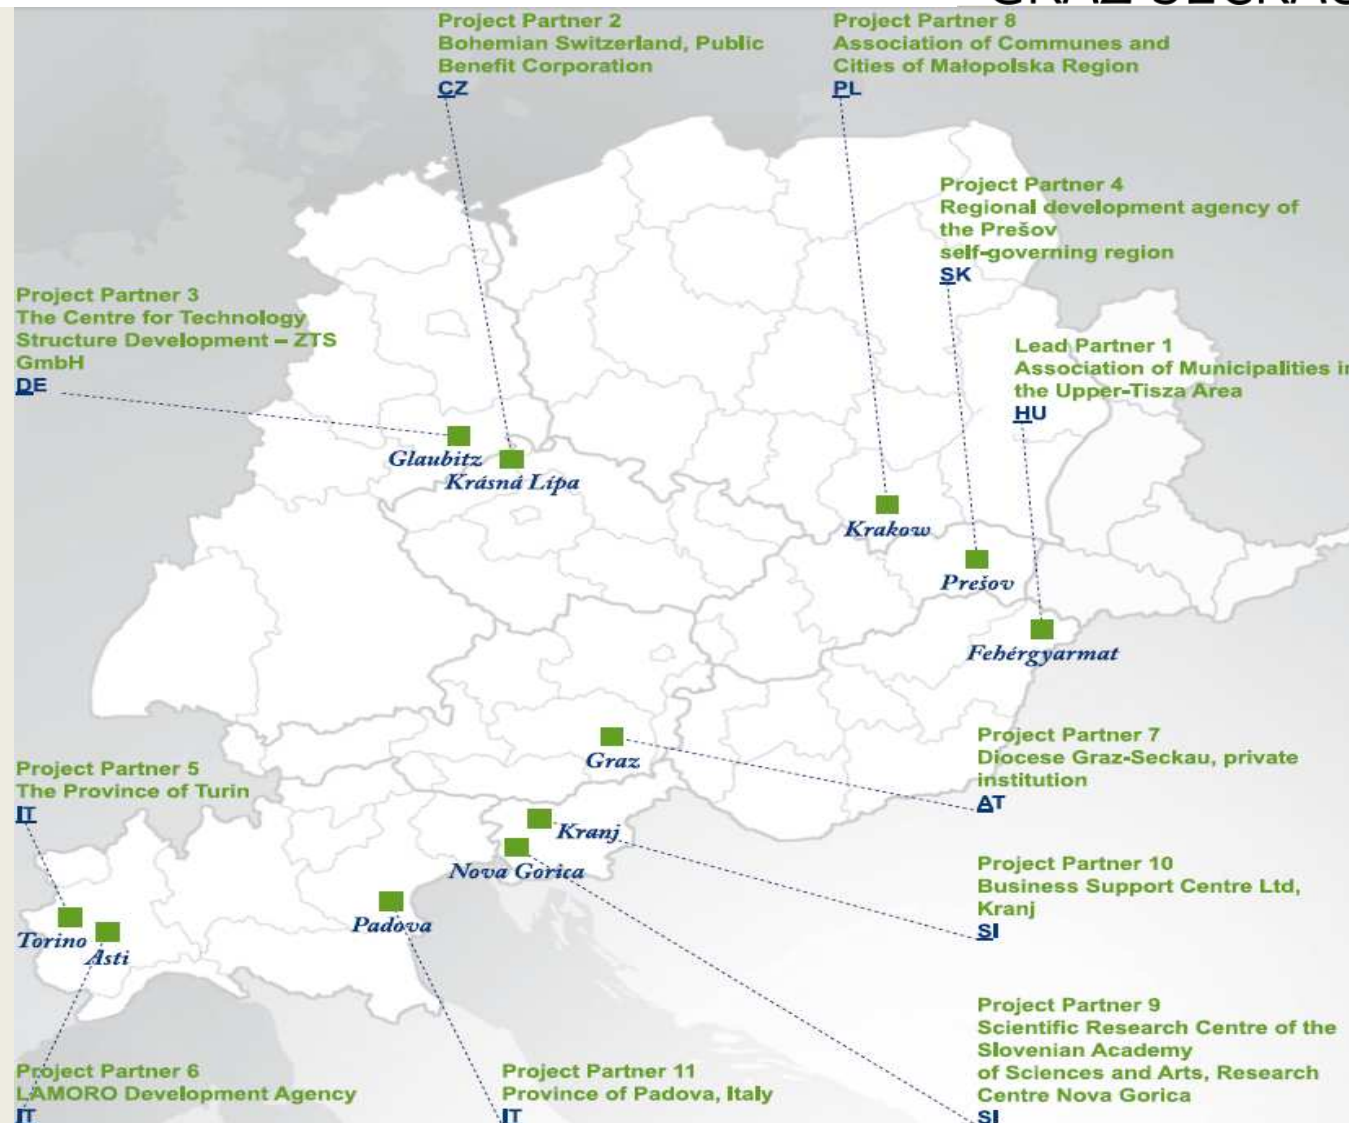 Project Partner 2
Bohemian Switzerland, Public
Benefit Corporation
CZ
Project Partner 8
Association of Communes and
Cities of Małopolska Region
PL
Project Partner 4
Regional development agency of
the Prešov
self-governing region
SK
Project Partner 3
The Centre for Technology
Structure Development – ZTS
GmbH
DE
Lead Partner 1
Association of Municipalities in
the Upper-Tisza Area
HU
Glaubitz
Krásná Lípa
Krakow
Prešov
Fehérgyarmat
Graz
Project Partner 7
Diocese Graz-Seckau, private
institution
AT
Project Partner 5
The Province of Turin
IT
Kranj
Nova Gorica
Padova
Torino
Asti
Project Partner 10
Business Support Centre Ltd,
Kranj
SI
Project Partner 9
Scientific Research Centre of the
Slovenian Academy
of Sciences and Arts, Research
Centre Nova Gorica
SI
Project Partner 6
LAMORO Development Agency
IT
Project Partner 11
Province of Padova, Italy
IT